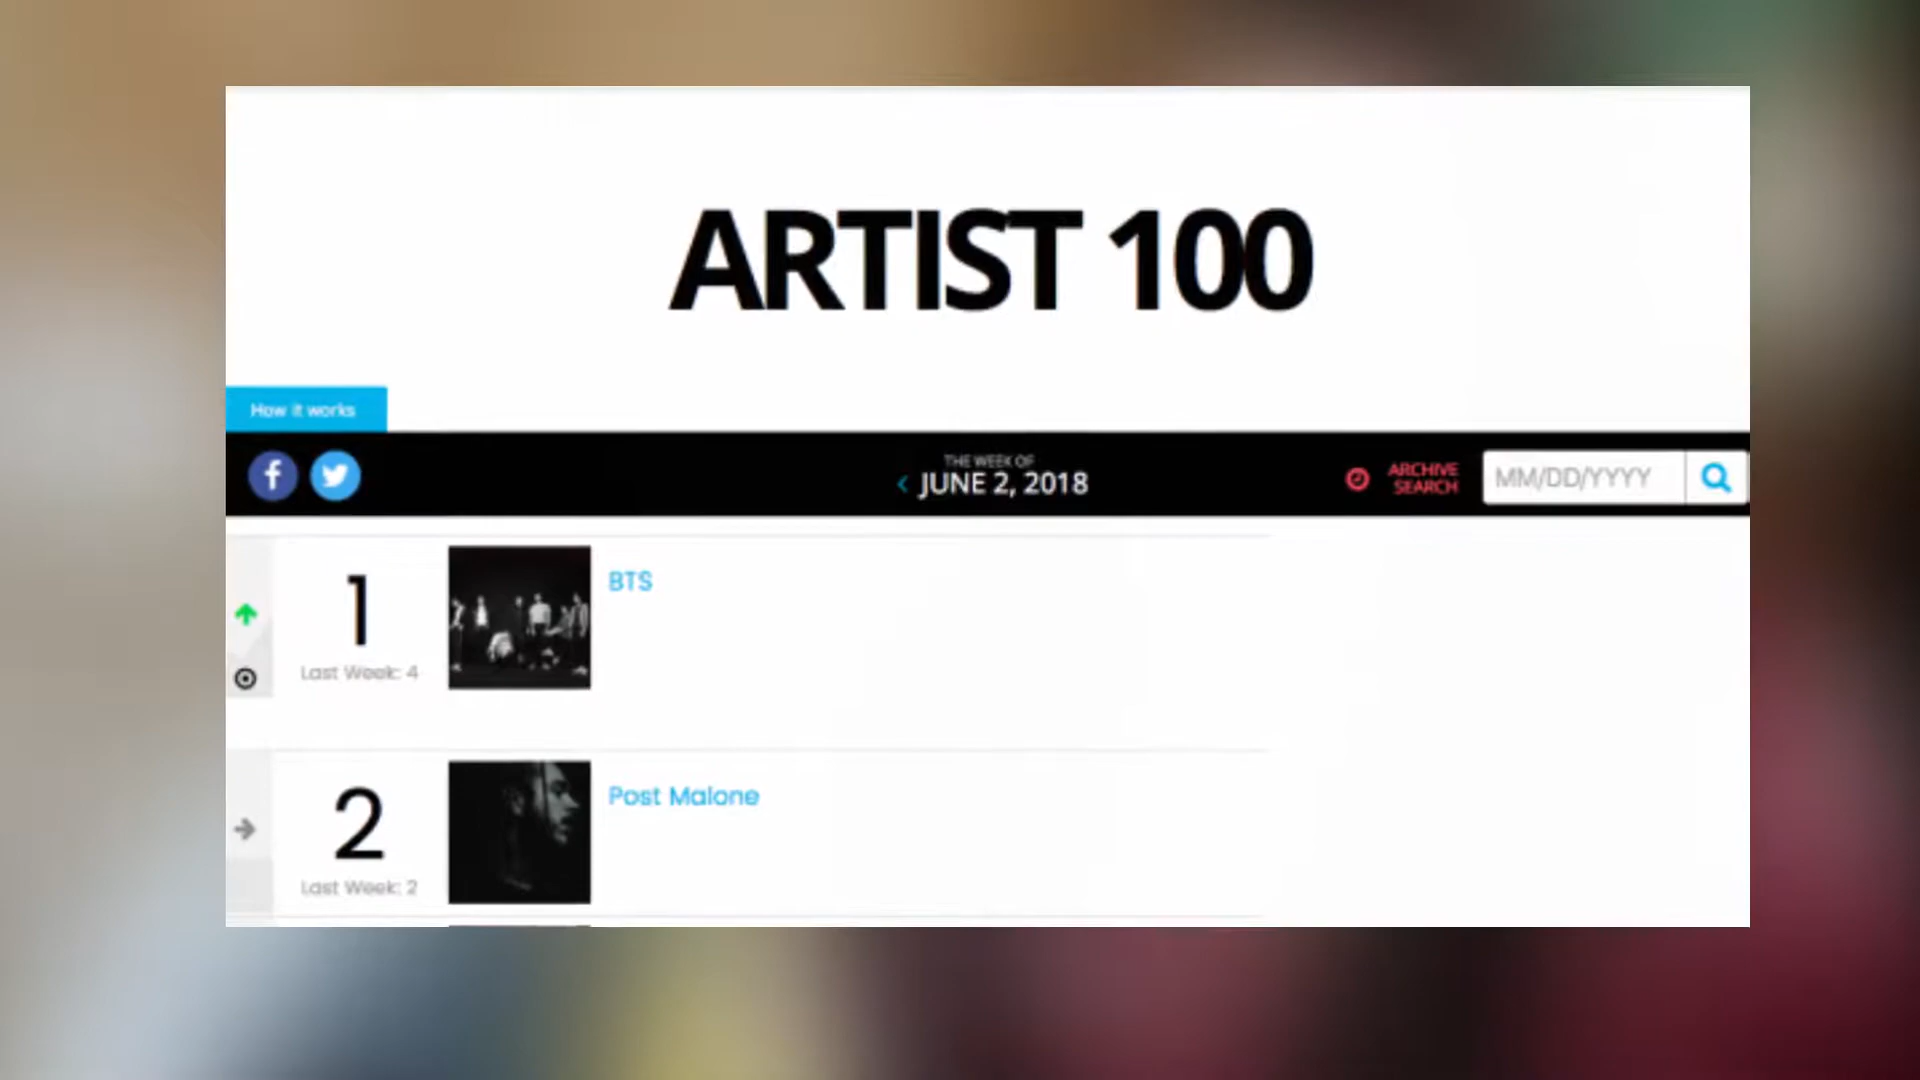 ARTIST 100
How it works
THE WEEK OF
JUNE 2, 2018
ARCHIVE
SEARCH
MM/DD/YYYY
1
Last Week: 4
BTS
2
Last Week: 2
Post Malone